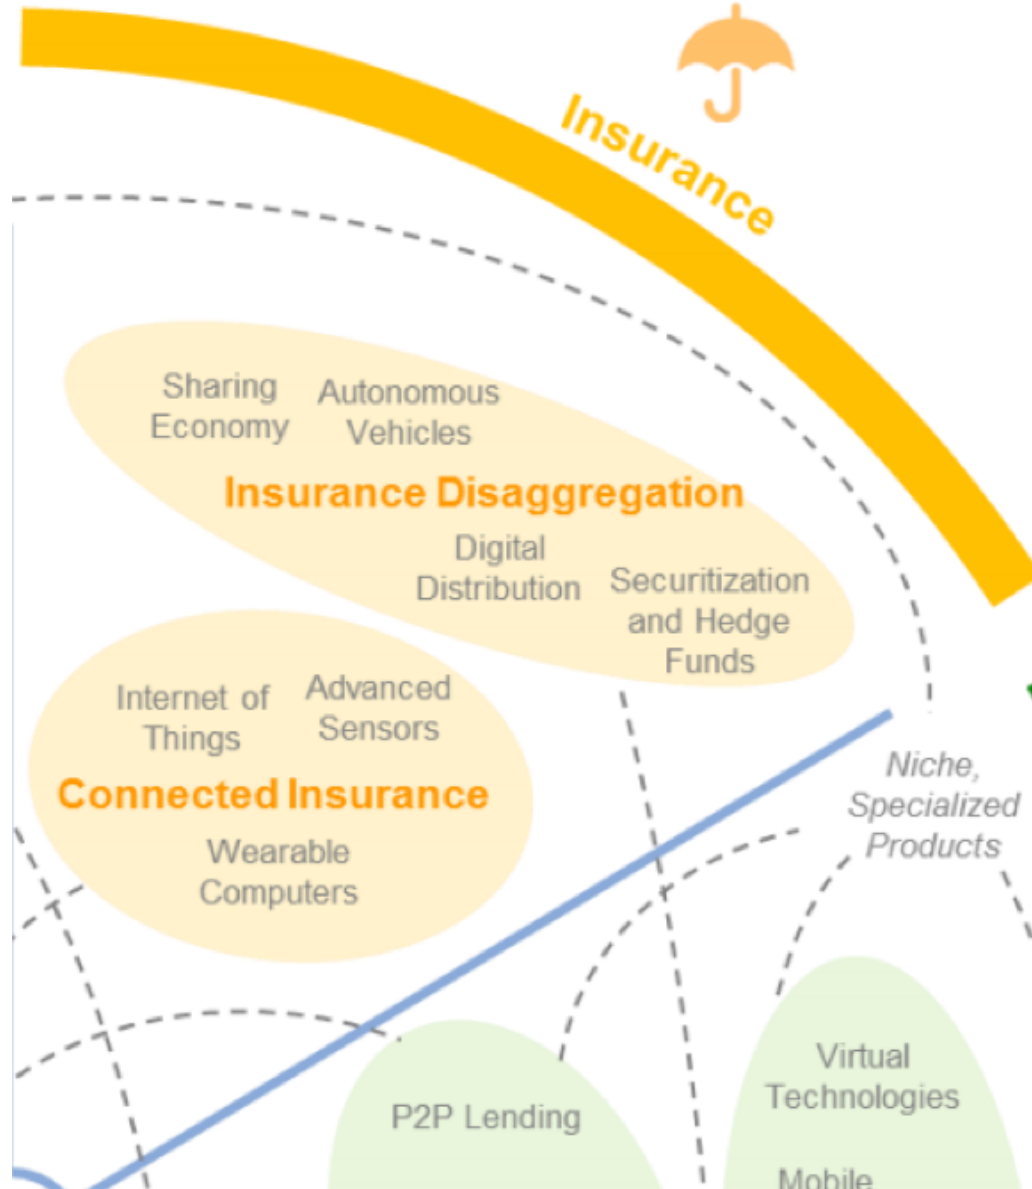 Insurance
Sharing
Economy
Autonomous
Vehicles
Insurance Disaggregation
Digital
Distribution
Securitization
and Hedge
Funds
Internet of
Things
Advanced
Sensors
Connected Insurance
Wearable
Computers
Niche,
Specialized
Products
P2P Lending
Virtual
Technologies
Mobile